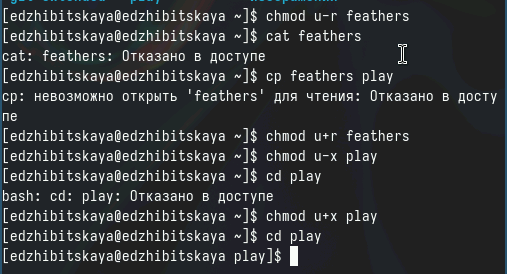 [edzhibitskaya@edzhibitskaya ~]$ chmod u-r feathers
[edzhibitskaya@edzhibitskaya ~]$ cat feathers
cat: feathers: Отказано в доступе
[edzhibitskaya@edzhibitskaya ~]$ cp feathers play
cp: невозможно открыть 'feathers' для чтения: Отказано в досту
пе
[edzhibitskaya@edzhibitskaya ~]$ chmod u+r feathers
[edzhibitskaya@edzhibitskaya ~]$ chmod u-x play
[edzhibitskaya@edzhibitskaya ~]$ cd play
bash: cd: play: Отказано в доступе
[edzhibitskaya@edzhibitskaya ~]$ chmod u+x play
[edzhibitskaya@edzhibitskaya ~]$ cd play
[edzhibitskaya@edzhibitskaya play]$